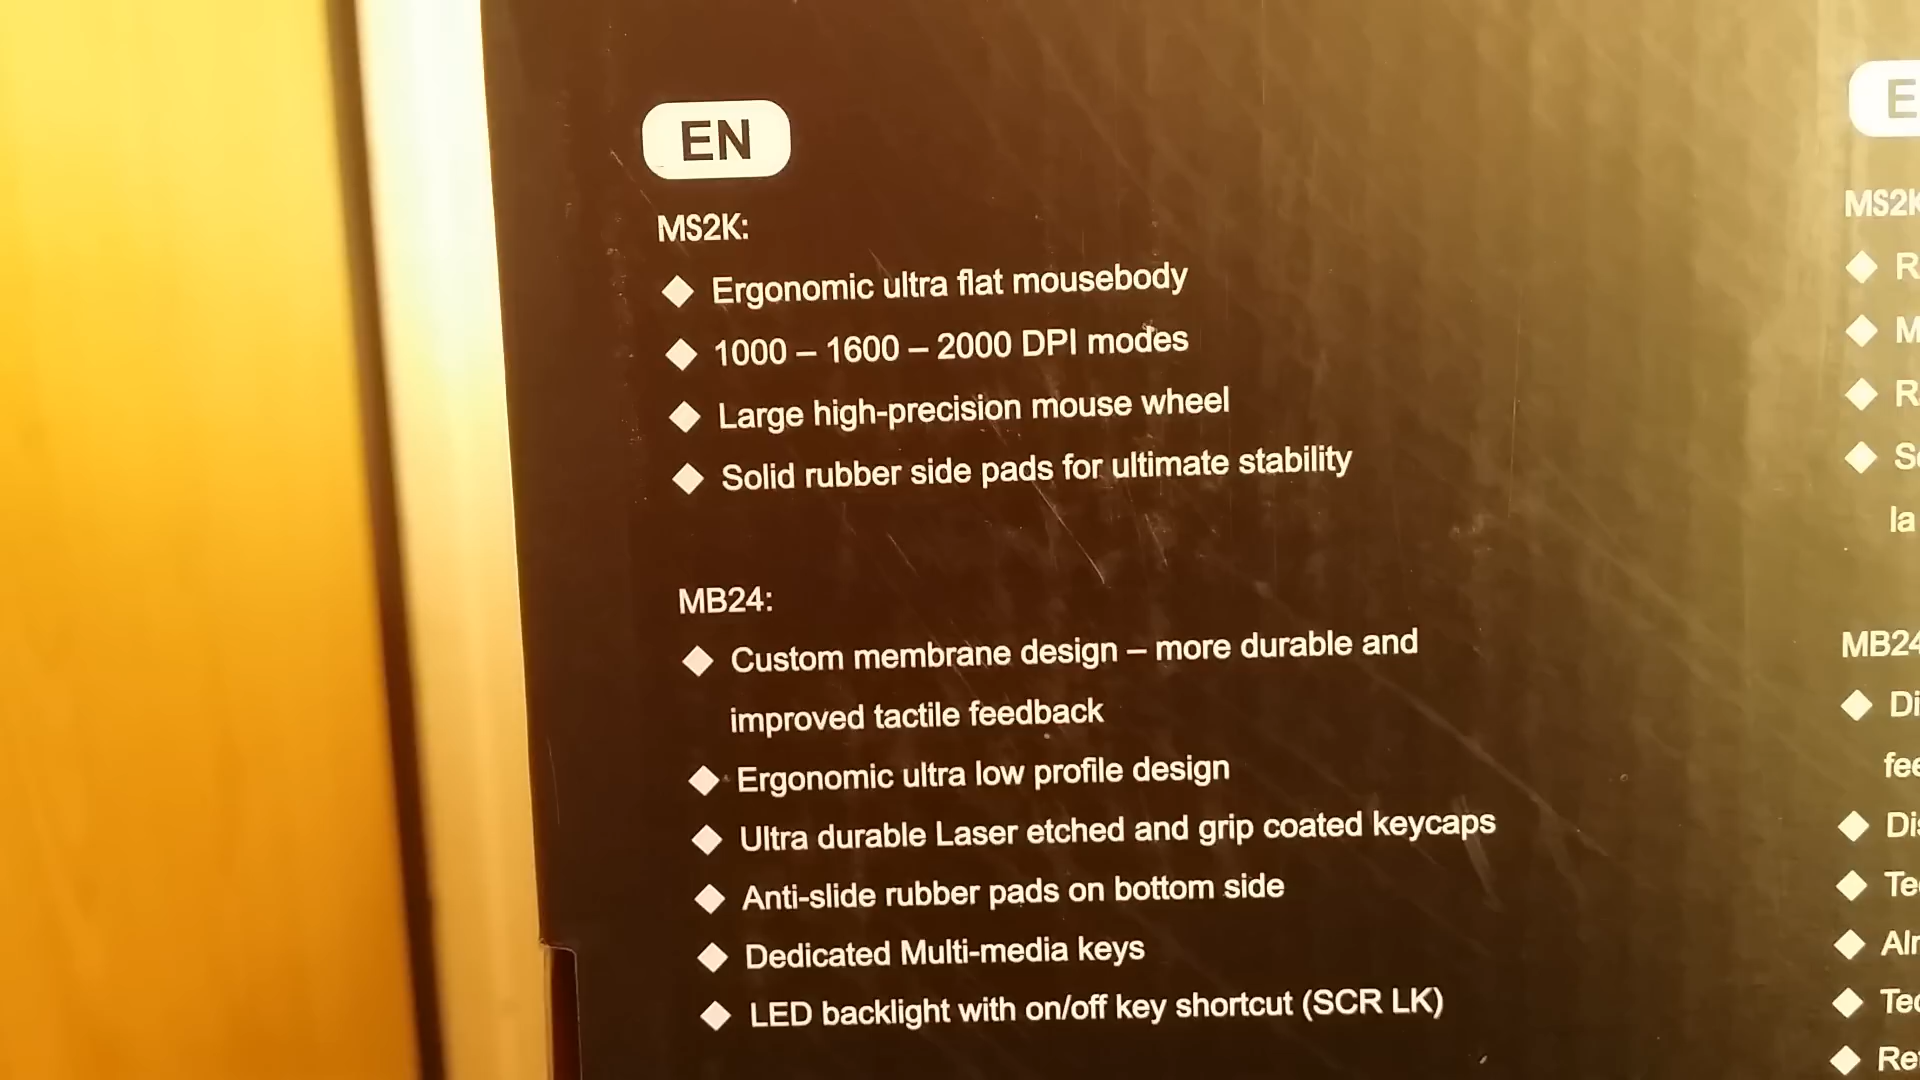 EN
MS2K:
◆ Ergonomic ultra flat mousebody
◆ 1000 – 1600 – 2000 DPI modes
◆ Large high-precision mouse wheel
◆ Solid rubber side pads for ultimate stability
MB24:
◆ Custom membrane design – more durable and
improved tactile feedback
◆ Ergonomic ultra low profile design
◆ Ultra durable Laser etched and grip coated keycaps
◆ Anti-slide rubber pads on bottom side
◆ Dedicated Multi-media keys
◆ LED backlight with on/off key shortcut (SCR LK)
MS2K
la
MB24